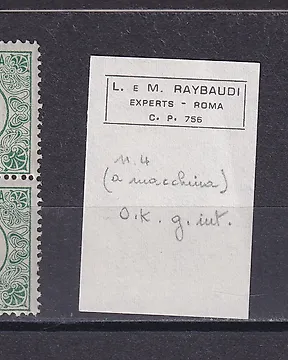 L. E M. RAYBAUDI
EXPERTS - ROMA
C. P. 756
n. 4
(a macchina)
O.K. g. int.